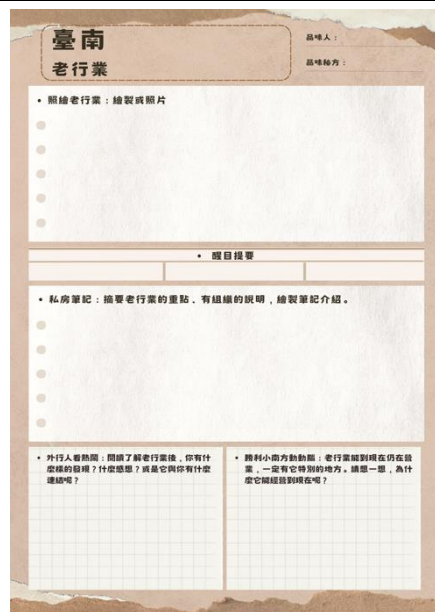 臺南
老行業
品味人：
品味秘方：
• 照繪老行業：繪製或照片
• 醒目提要
• 私房筆記：摘要老行業的重點、有組織的說明，繪製筆記介紹。
• 外行人看熱鬧：閱讀了解老行業後，你有什
麼樣的發現？什麼感想？或是它與你有什麼
連結呢？
• 勝利小南方動動腦：老行業能到現在仍在營
業，一定有它特別的地方。請想一想，為什
麼它能經營到現在呢？